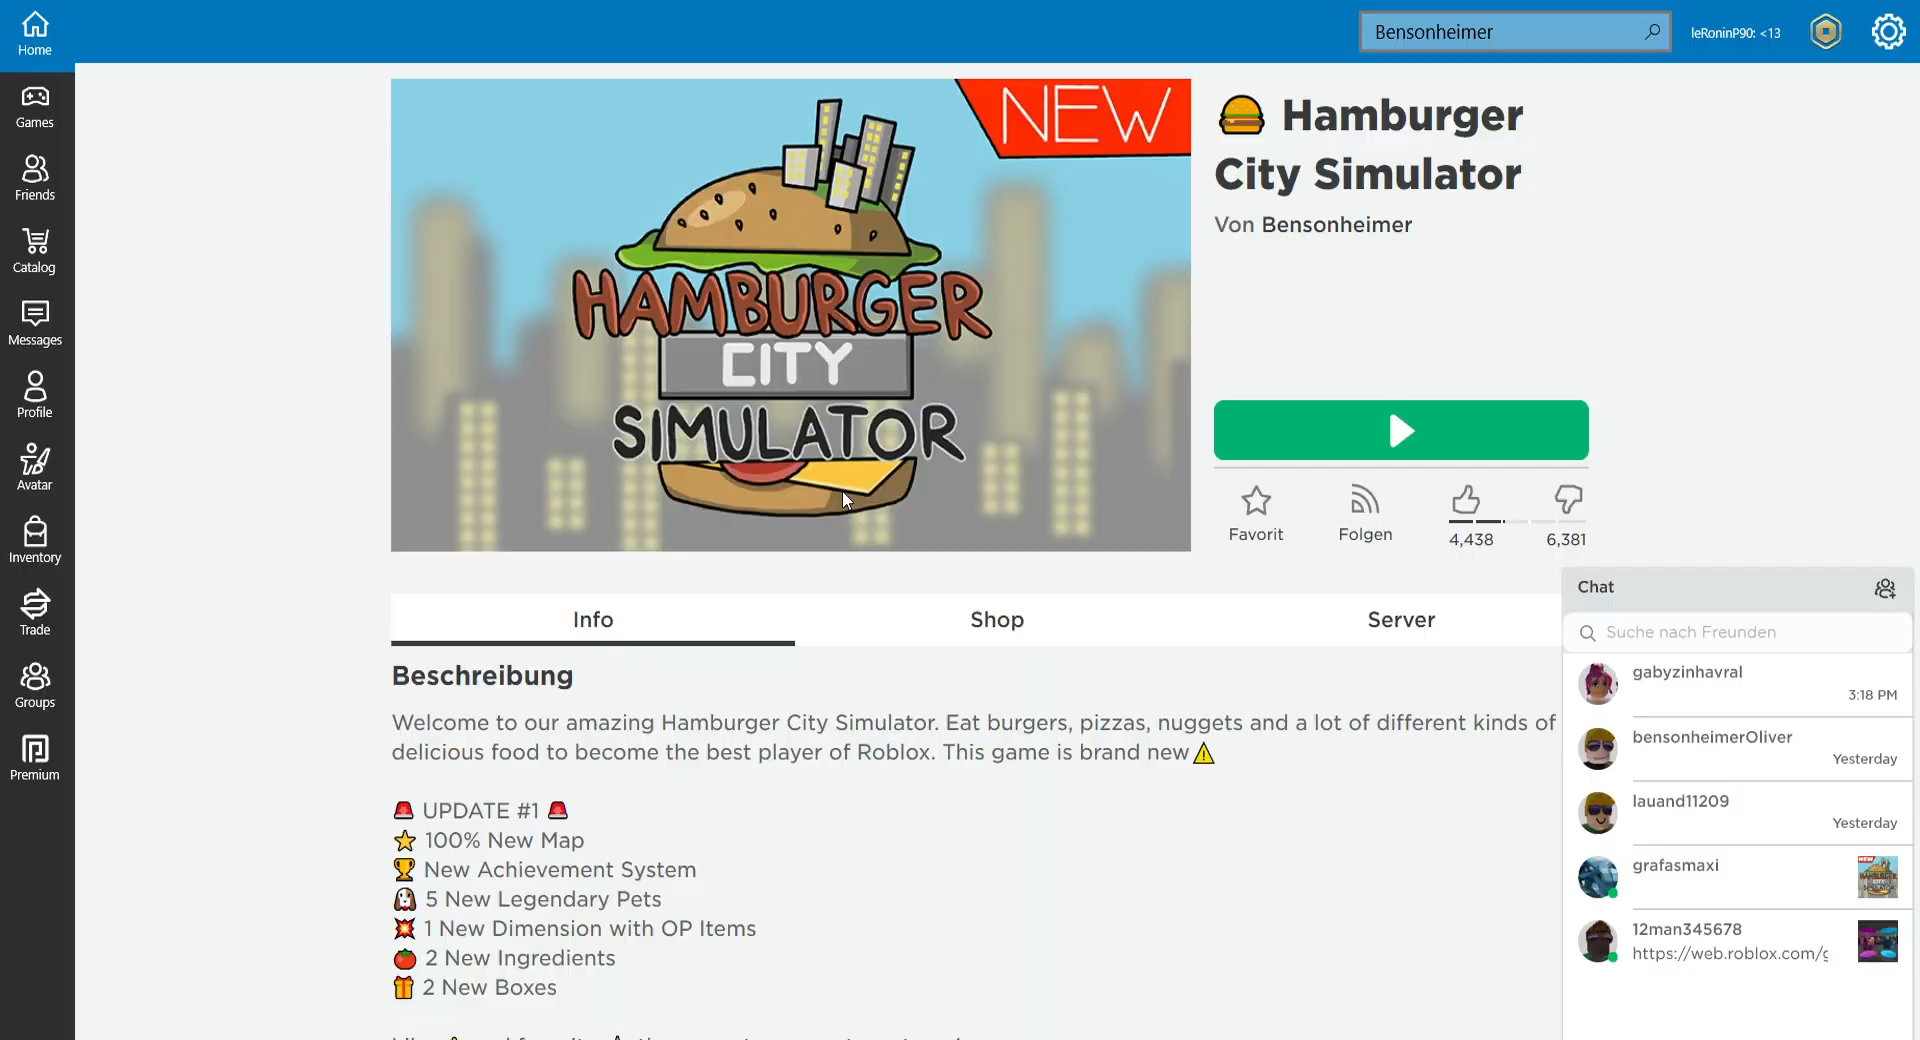 Home
Games
Friends
Catalog
Messages
Profile
Avatar
Inventory
Trade
Groups
Premium
Bensonheimer
leRoninP90: <13
NEW
HAMBURGER
CITY
SIMULATOR
Hamburger
City Simulator
Von Bensonheimer
Favorit
Folgen
4,438
6,381
Info
Shop
Server
Beschreibung
Welcome to our amazing Hamburger City Simulator. Eat burgers, pizzas, nuggets and a lot of different kinds of
delicious food to become the best player of Roblox. This game is brand new
UPDATE #1
100% New Map
New Achievement System
5 New Legendary Pets
1 New Dimension with OP Items
2 New Ingredients
2 New Boxes
Chat
Suche nach Freunden
gabyzinhavral
3:18 PM
bensonheimerOliver
Yesterday
lauand11209
Yesterday
grafasmaxi
NEW
HAMBURGER
12man345678
https://web.roblox.com/g